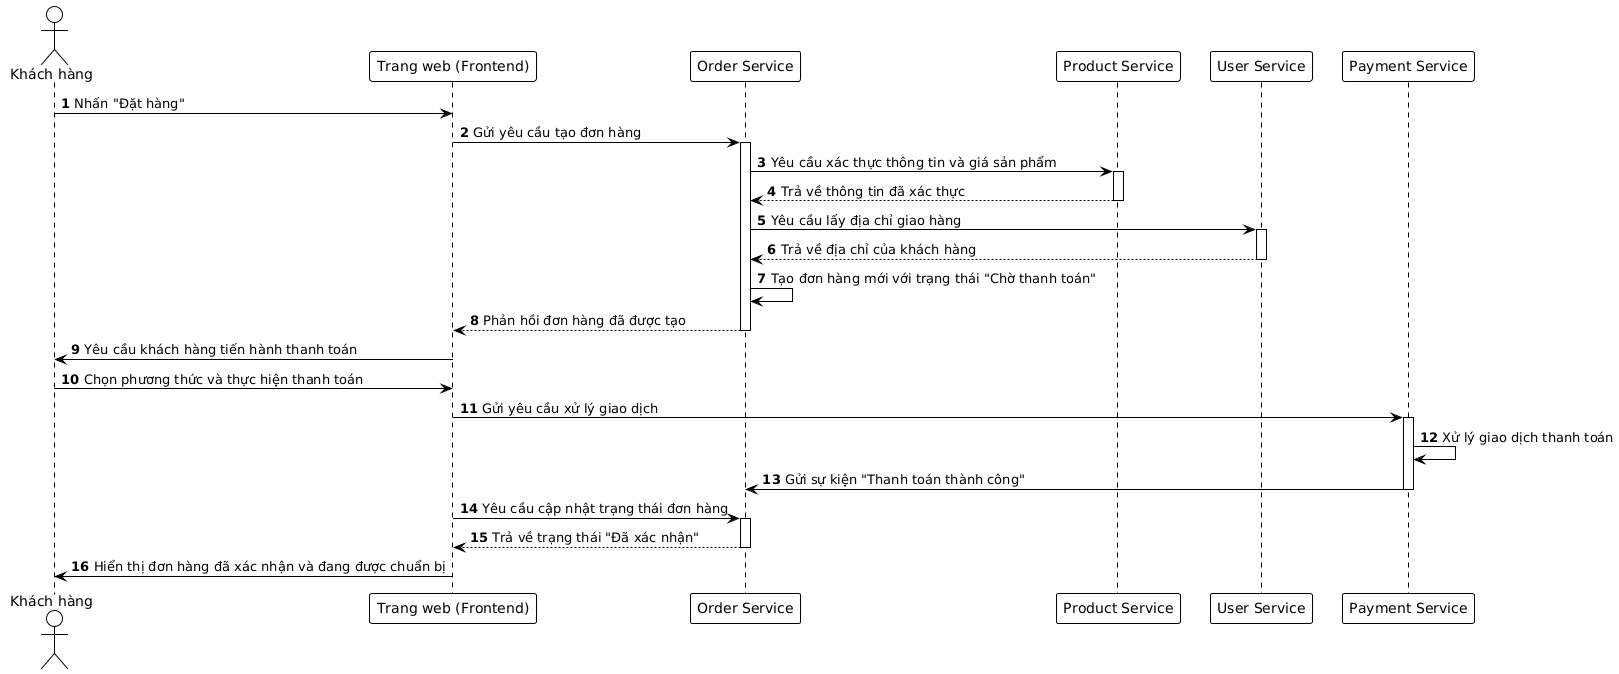 Khách hàng
Trang web (Frontend)
Order Service
Product Service
User Service
Payment Service
1 Nhấn "Đặt hàng"
2 Gửi yêu cầu tạo đơn hàng
3 Yêu cầu xác thực thông tin và giá sản phẩm
4 Trả về thông tin đã xác thực
5 Yêu cầu lấy địa chỉ giao hàng
6 Trả về địa chỉ của khách hàng
7 Tạo đơn hàng mới với trạng thái "Chờ thanh toán"
8 Phản hồi đơn hàng đã được tạo
9 Yêu cầu khách hàng tiến hành thanh toán
10 Chọn phương thức và thực hiện thanh toán
11 Gửi yêu cầu xử lý giao dịch
12 Xử lý giao dịch thanh toán
13 Gửi sự kiện "Thanh toán thành công"
14 Yêu cầu cập nhật trạng thái đơn hàng
15 Trả về trạng thái "Đã xác nhận"
16 Hiển thị đơn hàng đã xác nhận và đang được chuẩn bị
Khách hàng
Trang web (Frontend)
Order Service
Product Service
User Service
Payment Service